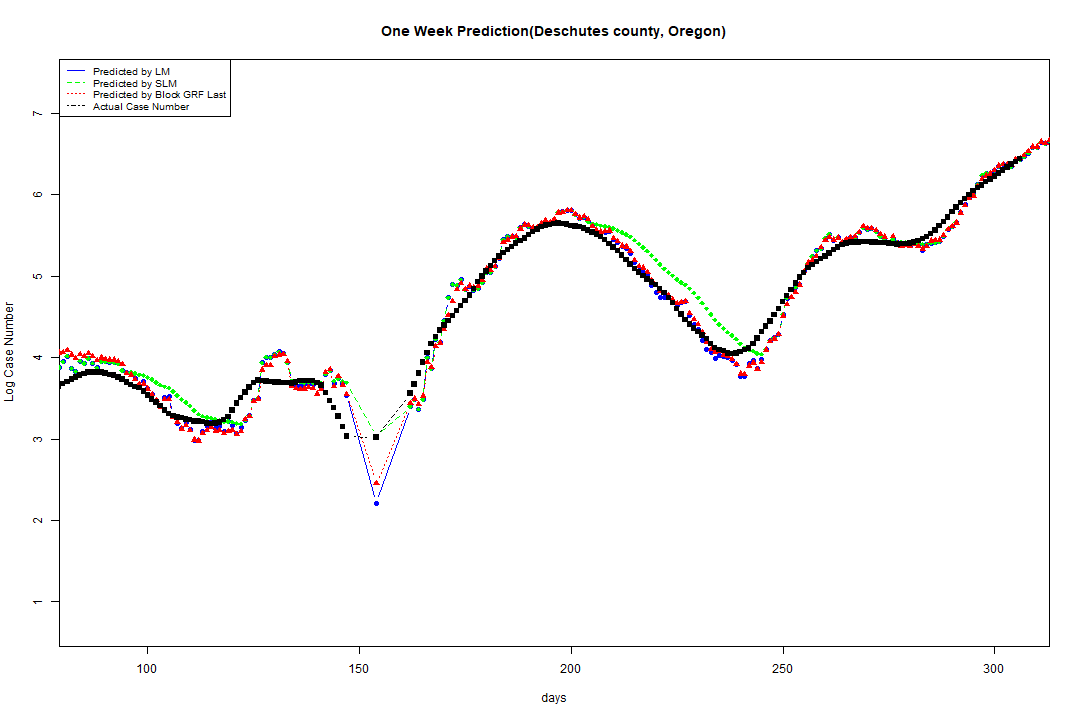 One Week Prediction(Deschutes county, Oregon)
Predicted by LM
Predicted by SLM
Predicted by Block GRF Last
Actual Case Number
7
6
5
4
3
2
1
Log Case Number
100 150 200 250 300
days